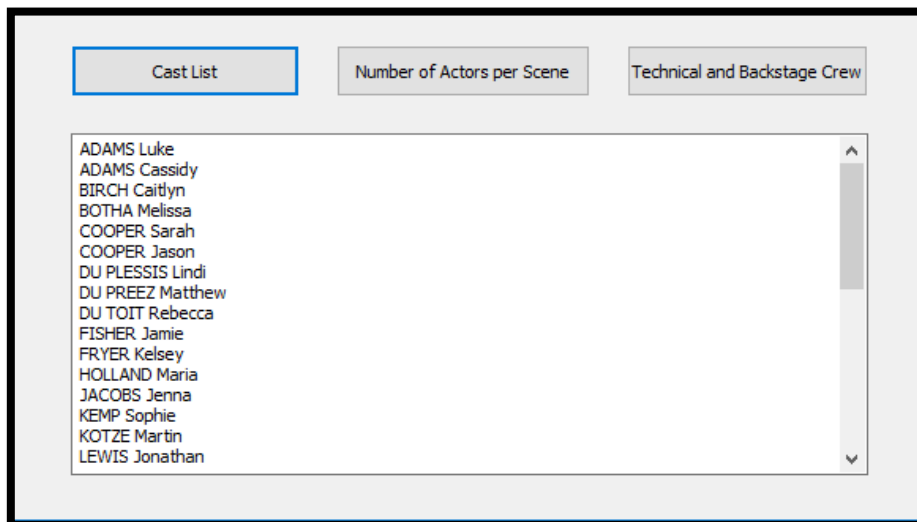 Cast List
Number of Actors per Scene
Technical and Backstage Crew
ADAMS Luke
ADAMS Cassidy
BIRCH Caitlyn
BOTHA Melissa
COOPER Sarah
COOPER Jason
DU PLESSIS Lindi
DU PREEZ Matthew
DU TOIT Rebecca
FISHER Jamie
FRYER Kelsey
HOLLAND Maria
JACOBS Jenna
KEMP Sophie
KOTZE Martin
LEWIS Jonathan